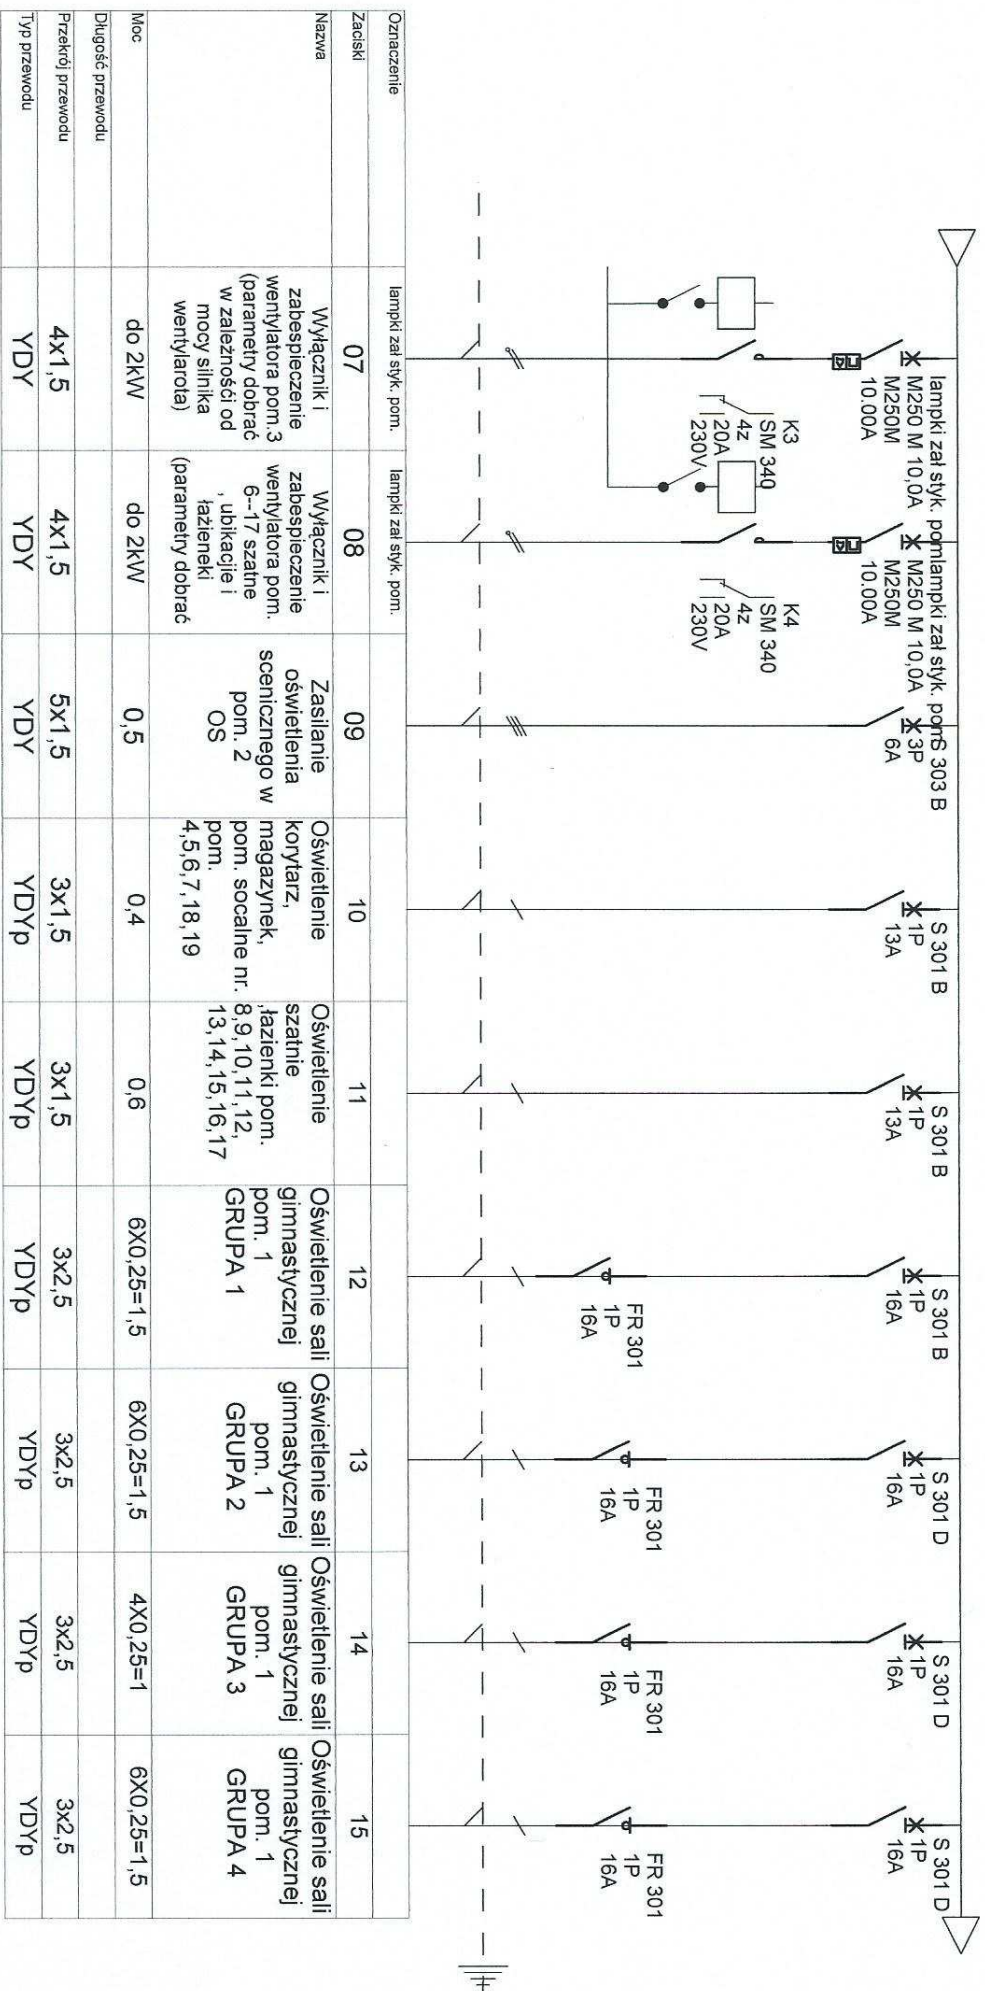 lampki zał styk. pom
M250 M 10,0A
M250M
10.00A
lampki zał styk. pom
M250 M 10,0A
M250M
10.00A
S 303 B
3P
6A
S 301 B
1P
13A
S 301 B
1P
13A
S 301 B
1P
16A
S 301 D
1P
16A
S 301 D
1P
16A
S 301 D
1P
16A
K3
SM 340
4z
20A
230V
K4
SM 340
4z
20A
230V
FR 301
1P
16A
FR 301
1P
16A
FR 301
1P
16A
FR 301
1P
16A
Oznaczenie
lampki zał styk. pom.
lampki zał styk. pom.
Zaciski
07
08
09
10
11
12
13
14
15
Nazwa
Wyłącznik i
zabespieczenie
wentylatora pom.3
(parametry dobrać
w zależnośći od
mocy silnika
wentylarota)
Wyłącznik i
zabespieczenie
wentylatora pom.
6--17 szatne
, ubikacjie i
łazieneki
(parametry dobrać
Zasilanie
oświetlenia
scenicznego w
pom. 2
OS
Oświetlenie
korytarz,
magazynek,
pom. socalne nr.
pom.
4,5,6,7,18,19
Oświetlenie
szatnie
,łazienki pom.
8,9,10,11,12,
13,14,15,16,17
Oświetlenie sali
gimnastycznej
pom. 1
GRUPA 1
Oświetlenie sali
gimnastycznej
pom. 1
GRUPA 2
Oświetlenie sali
gimnastycznej
pom. 1
GRUPA 3
Oświetlenie sali
gimnastycznej
pom. 1
GRUPA 4
Moc
do 2kW
do 2kW
0,5
0,4
0,6
6X0,25=1,5
6X0,25=1,5
4X0,25=1
6X0,25=1,5
Długość przewodu
Przekrój przewodu
4x1,5
4x1,5
5x1,5
3x1,5
3x1,5
3x2,5
3x2,5
3x2,5
3x2,5
Typ przewodu
YDY
YDY
YDY
YDYp
YDYp
YDYp
YDYp
YDYp
YDYp